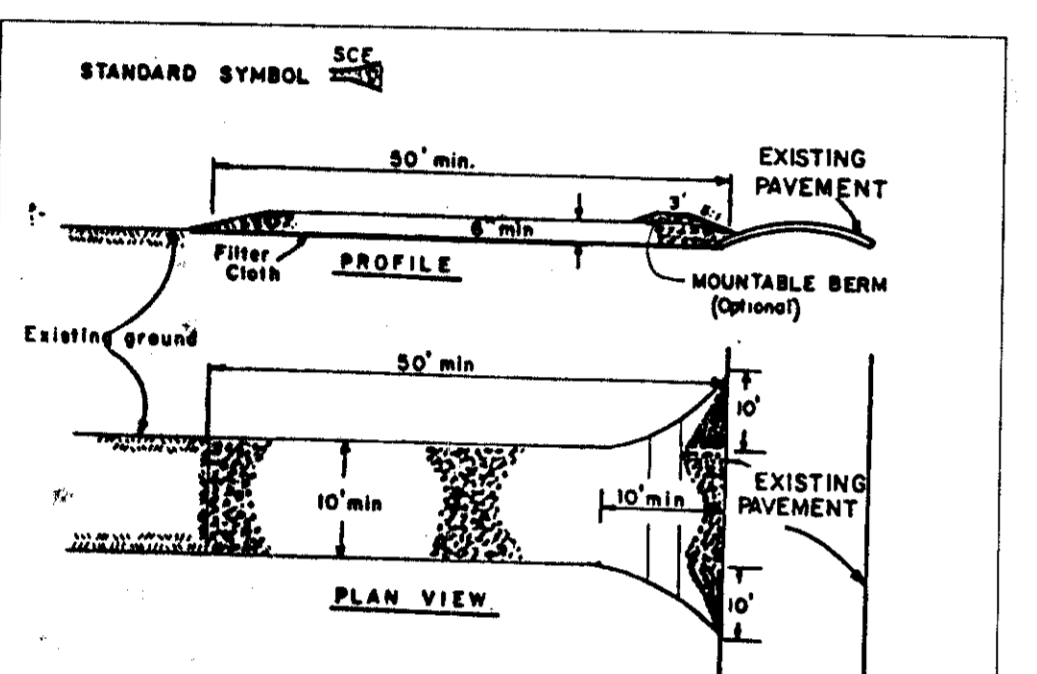 SCE
STANDARD SYMBOL
50' min.
EXISTING
PAVEMENT
3'
6" min
Filter
Cloth
PROFILE
MOUNTABLE BERM
(Optional)
Existing ground
50' min
10'
10' min
10' min
EXISTING
PAVEMENT
10'
PLAN VIEW